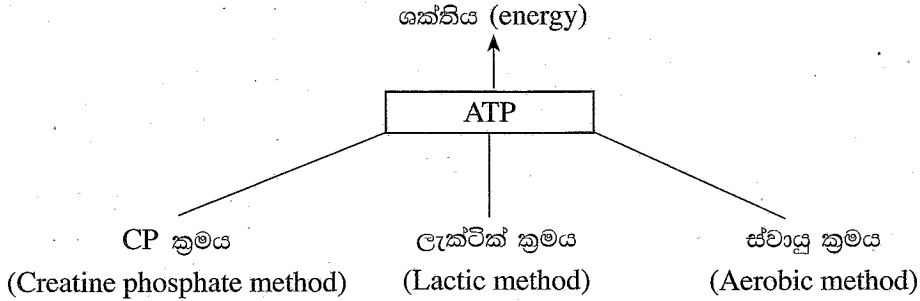 ශක්තිය (energy)
ATP
CP ක්‍රමය
(Creatine phosphate method)
ලැක්ටික් ක්‍රමය
(Lactic method)
ස්වායු ක්‍රමය
(Aerobic method)